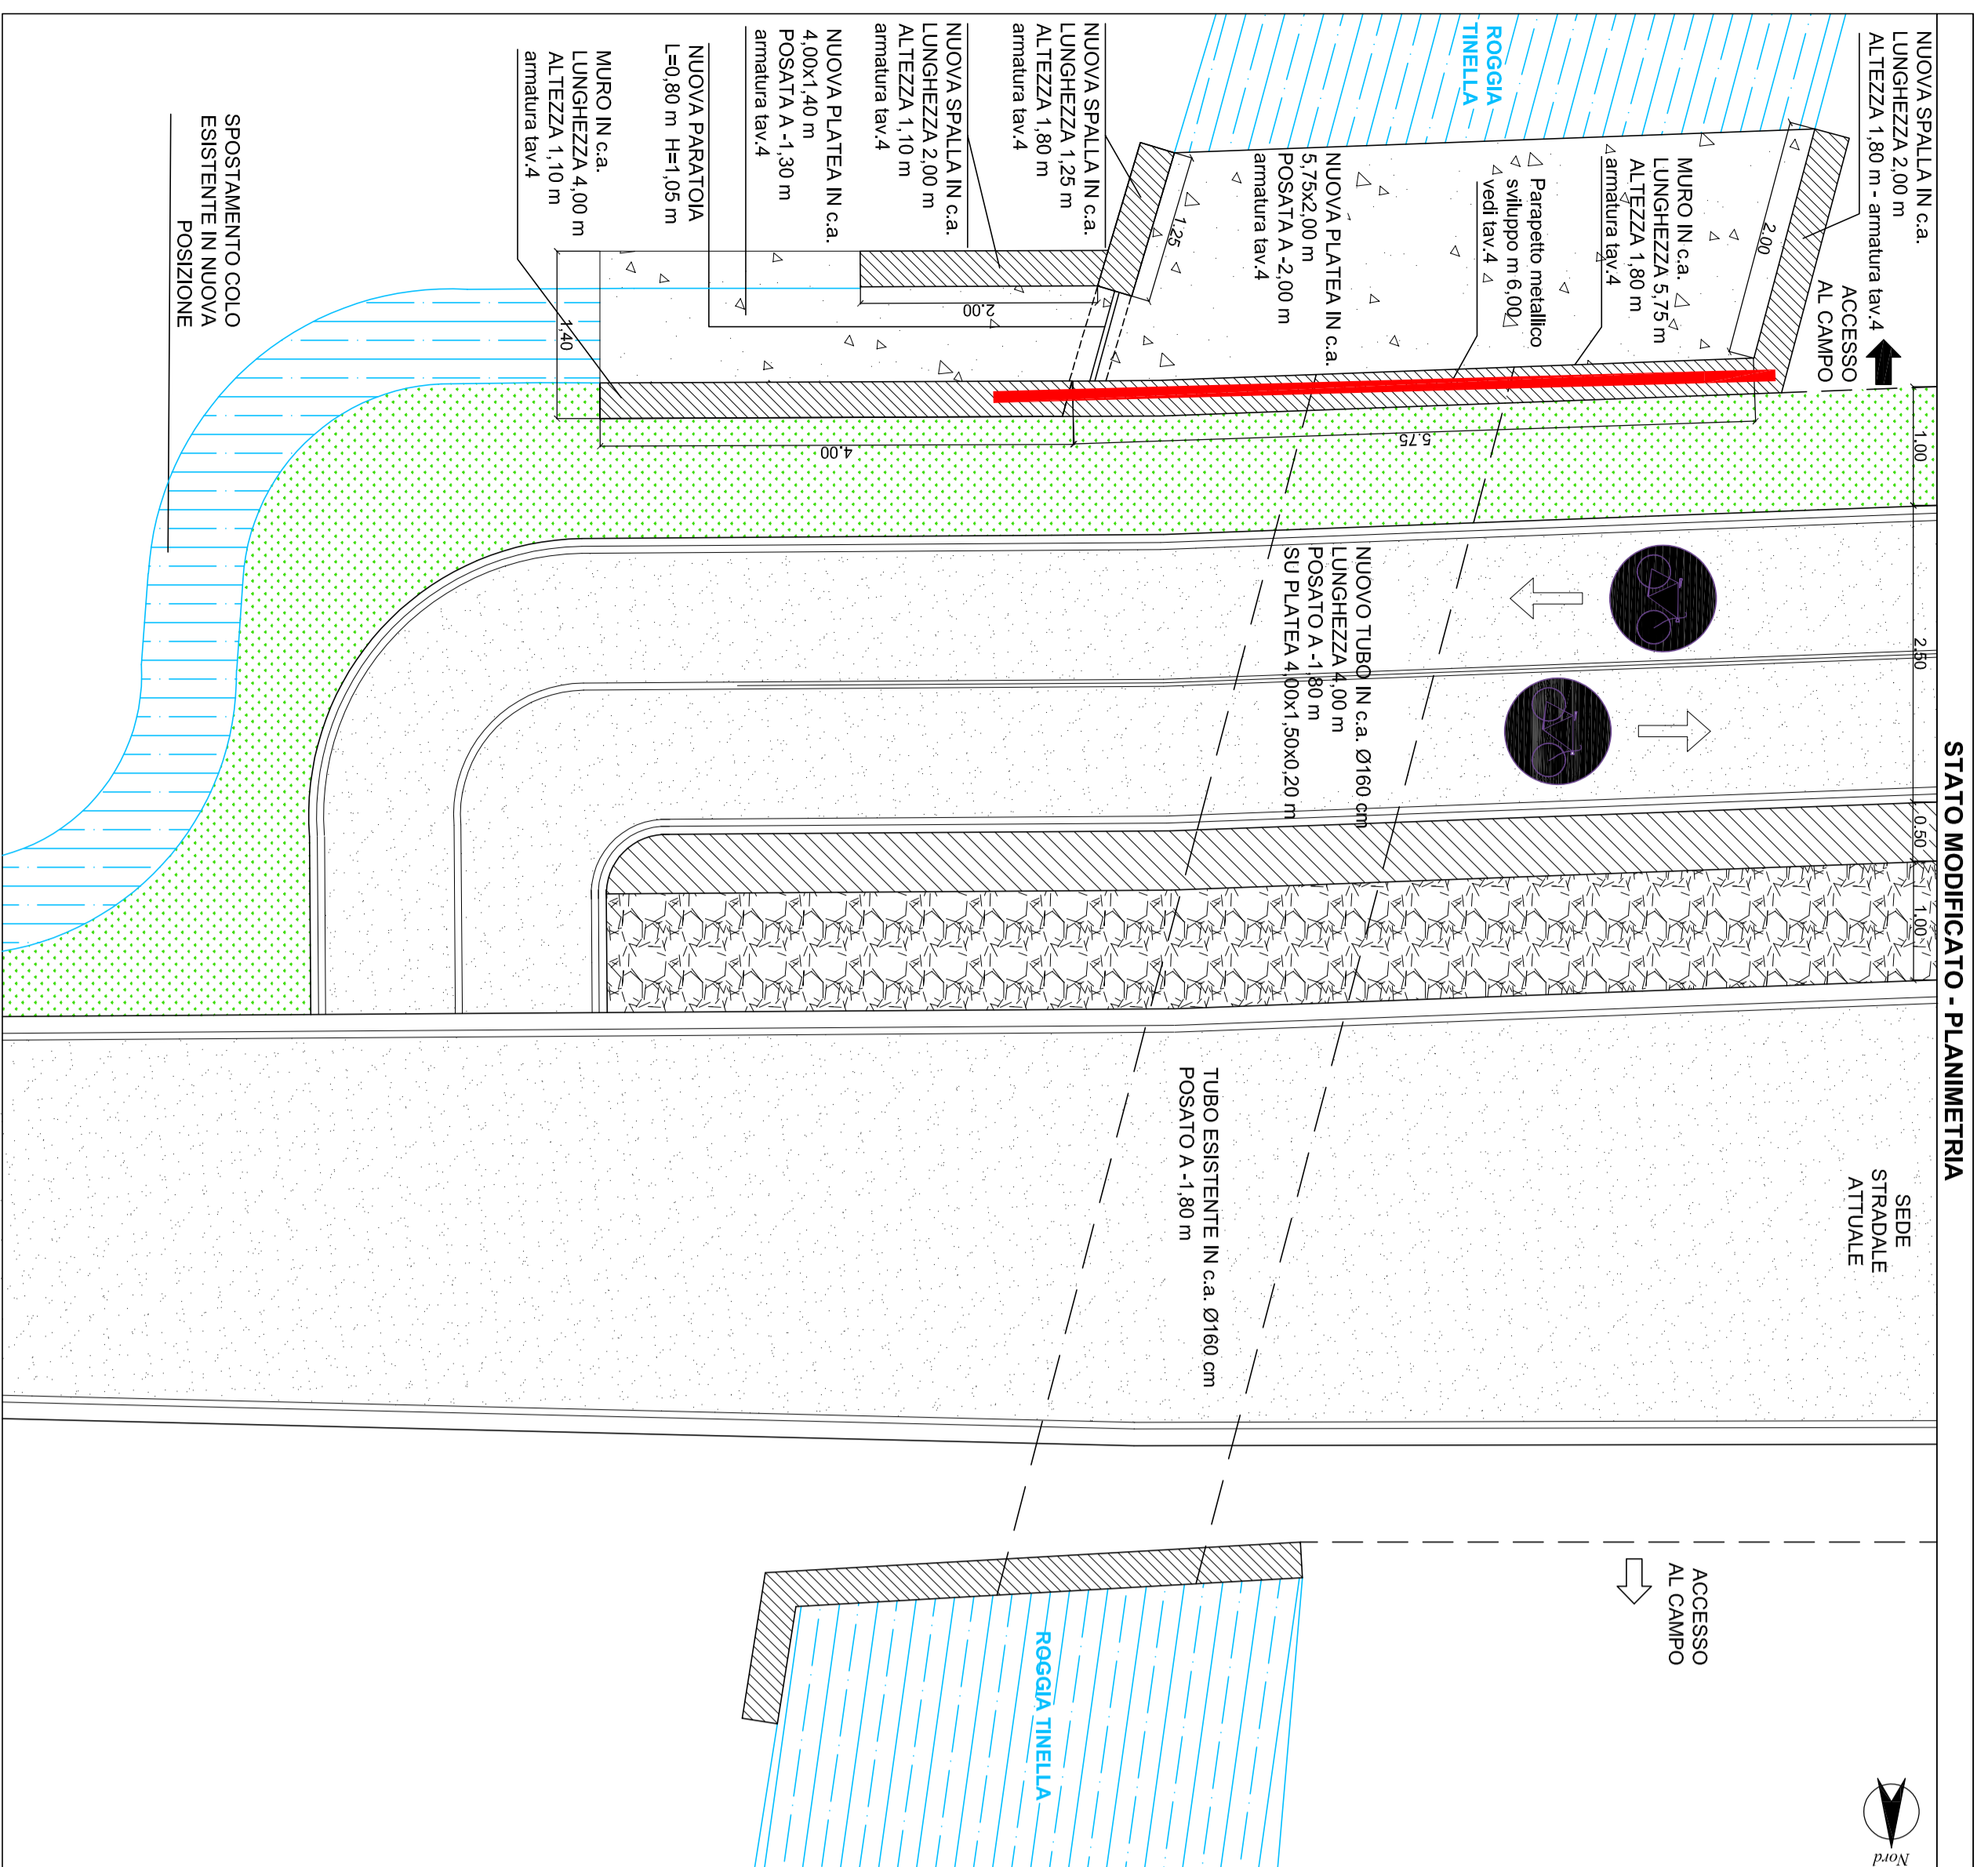 STATO MODIFICATO - PLANIMETRIA
NUOVA SPALLA IN c.a.
LUNGHEZZA 2,00 m
ALTEZZA 1,80 m - armatura tav.4
ACCESSO
AL CAMPO
ROGGIA
TINELLA
MURO IN c.a.
LUNGHEZZA 5,75 m
ALTEZZA 1,80 m
armatura tav.4
Parapetto metallico
sviluppo m 6,00
vedi tav.4
NUOVA PLATEA IN c.a.
5,75x2,00 m
POSATA A -2,00 m
armatura tav.4
NUOVA SPALLA IN c.a.
LUNGHEZZA 1,25 m
ALTEZZA 1,80 m
armatura tav.4
NUOVA SPALLA IN c.a.
LUNGHEZZA 2,00 m
ALTEZZA 1,10 m
armatura tav.4
NUOVA PLATEA IN c.a.
4,00x1,40 m
POSATA A -1,30 m
armatura tav.4
NUOVA PARATOIA
L=0,80 m H=1,05 m
MURO IN c.a.
LUNGHEZZA 4,00 m
ALTEZZA 1,10 m
armatura tav.4
SPOSTAMENTO COLO
ESISTENTE IN NUOVA
POSIZIONE
2.00
1.25
2.00
1,40
4.00
5.75
1.00
2.50
0.50
1.00
NUOVO TUBO IN c.a. Ø160 cm
LUNGHEZZA 4,00 m
POSATO A -1,80 m
SU PLATEA 4,00x1,50x0,20 m
TUBO ESISTENTE IN c.a. Ø160 cm
POSATO A -1,80 m
SEDE
STRADALE
ATTUALE
ACCESSO
AL CAMPO
ROGGIA TINELLA
Nord